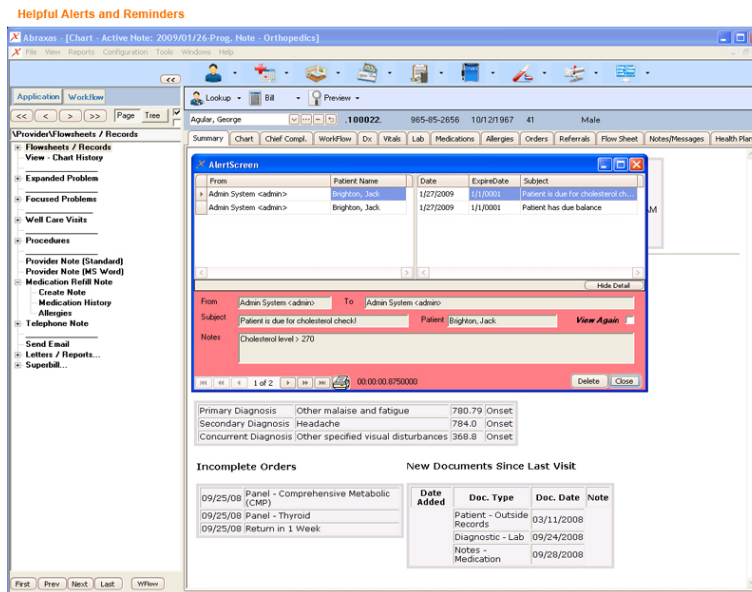 Helpful Alerts and Reminders
Abraxas - [Chart - Active Note: 2009/01/26-Prog. Note - Orthopedics]
File View Reports Configuration Tools Windows Help
<<
Application Workflow
Lookup Bill Preview
<< < > >> Page Tree
Agular, George .100022. 965-85-2656 10/12/1967 41 Male
\Provider\Flowsheets / Records
Summary Chart Chief Compl. WorkFlow Dx Vitals Lab Medications Allergies Orders Referrals Flow Sheet Notes/Messages Health Plan
Flowsheets / Records
View - Chart History
Expanded Problem
Focused Problems
Well Care Visits
Procedures
Provider Note (Standard)
Provider Note (MS Word)
Medication Refill Note
Create Note
Medication History
Allergies
Telephone Note
Send Email
Letters / Reports...
Superbill...
First Prev Next Last WFlow
AlertScreen
From Patient Name Date ExpireDate Subject
Admin System <admin> Brighton, Jack 1/27/2009 1/1/0001 Patient is due for cholesterol ch...
Admin System <admin> Brighton, Jack 1/27/2009 1/1/0001 Patient has due balance
AM
Hide Detail
From Admin System <admin> To Admin System <admin>
Subject Patient is due for cholesterol check! Patient Brighton, Jack View Again
Notes Cholesterol level > 270
1 of 2 00:00:00.8750000 Delete Close
Primary Diagnosis Other malaise and fatigue 780.79 Onset
Secondary Diagnosis Headache 784.0 Onset
Concurrent Diagnosis Other specified visual disturbances 368.8 Onset
Incomplete Orders
09/25/08 Panel - Comprehensive Metabolic (CMP)
09/25/08 Panel - Thyroid
09/25/08 Return in 1 Week
New Documents Since Last Visit
Date Added Doc. Type Doc. Date Note
Patient - Outside Records 03/11/2008
Diagnostic - Lab 09/24/2008
Notes - Medication 09/28/2008